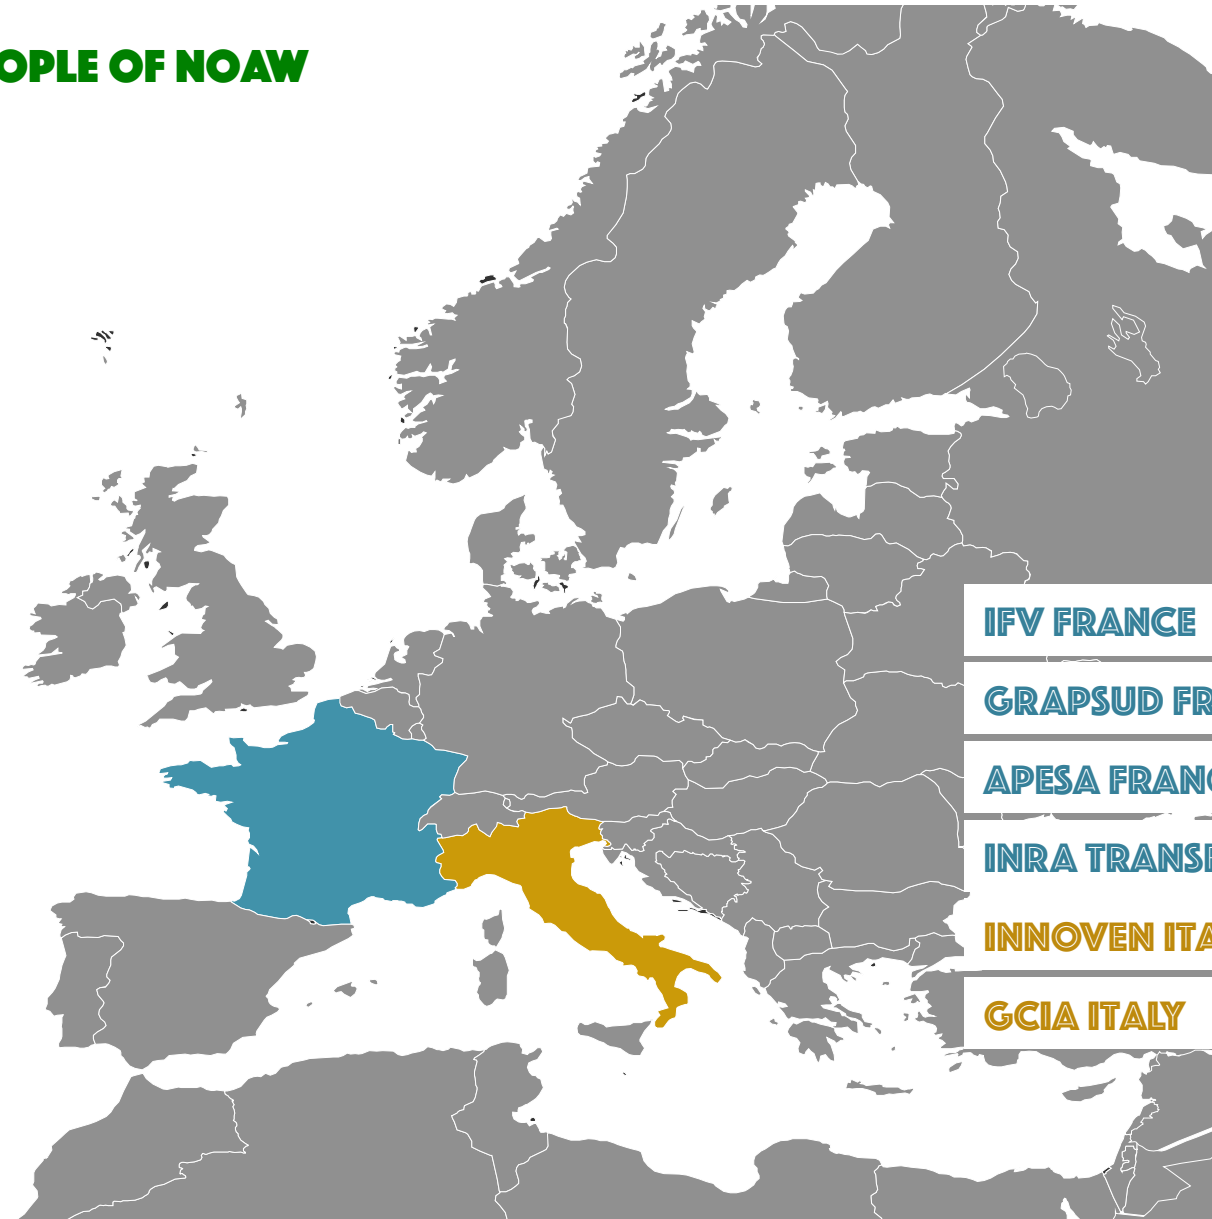 OPLE OF NOAW
IFV FRANCE
GRAPSUD FR
APESA FRANC
INRA TRANSF
INNOVEN ITA
GCIA ITALY